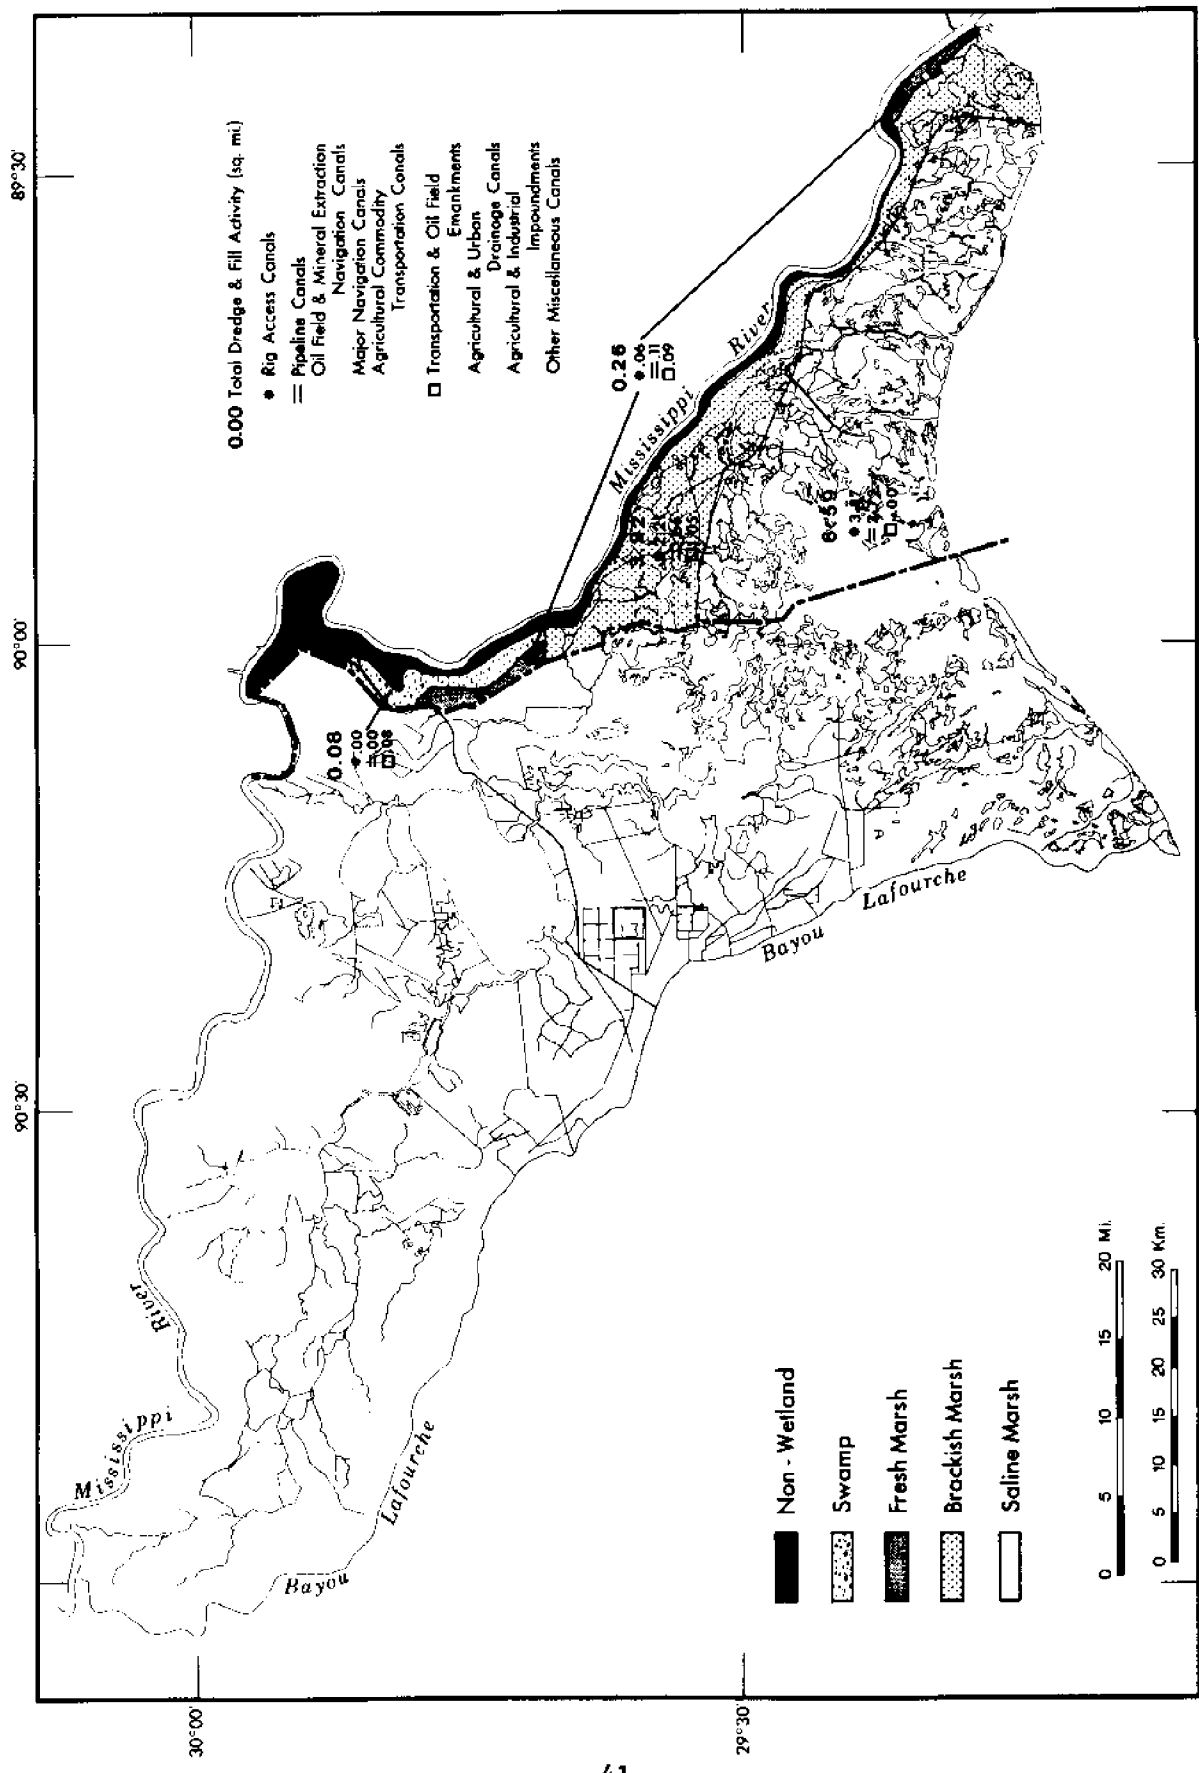 89°30'
90°00'
90°30'
30°00'
29°30'
0.00 Total Dredge & Fill Activity (sq. mi)
Rig Access Canals
Pipeline Canals
Oil Field & Mineral Extraction
Navigation Canals
Major Navigation Canals
Agricultural Commodity
Transportation Conals
Transportation & Oil Field
Emankments
Agricultural & Urban
Drainage Canals
Agricultural & Industrial
Impoundments
Other Miscellaneous Canals
0.26
.06
.11
.09
0.08
.00
.00
.08
.00
Mississippi
River
Mississippi
River
Bayou
Lafourche
Bayou
Lafourche
Non - Wetland
Swamp
Fresh Marsh
Brackish Marsh
Saline Marsh
0 5 10 15 20 Mi.
0 5 10 15 20 25 30 Km.
41